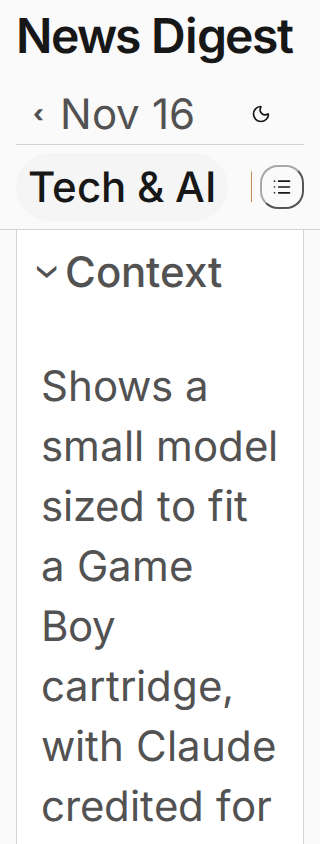 News Digest
Nov 16
Tech & AI
Context
Shows a
small model
sized to fit
a Game
Boy
cartridge,
with Claude
credited for